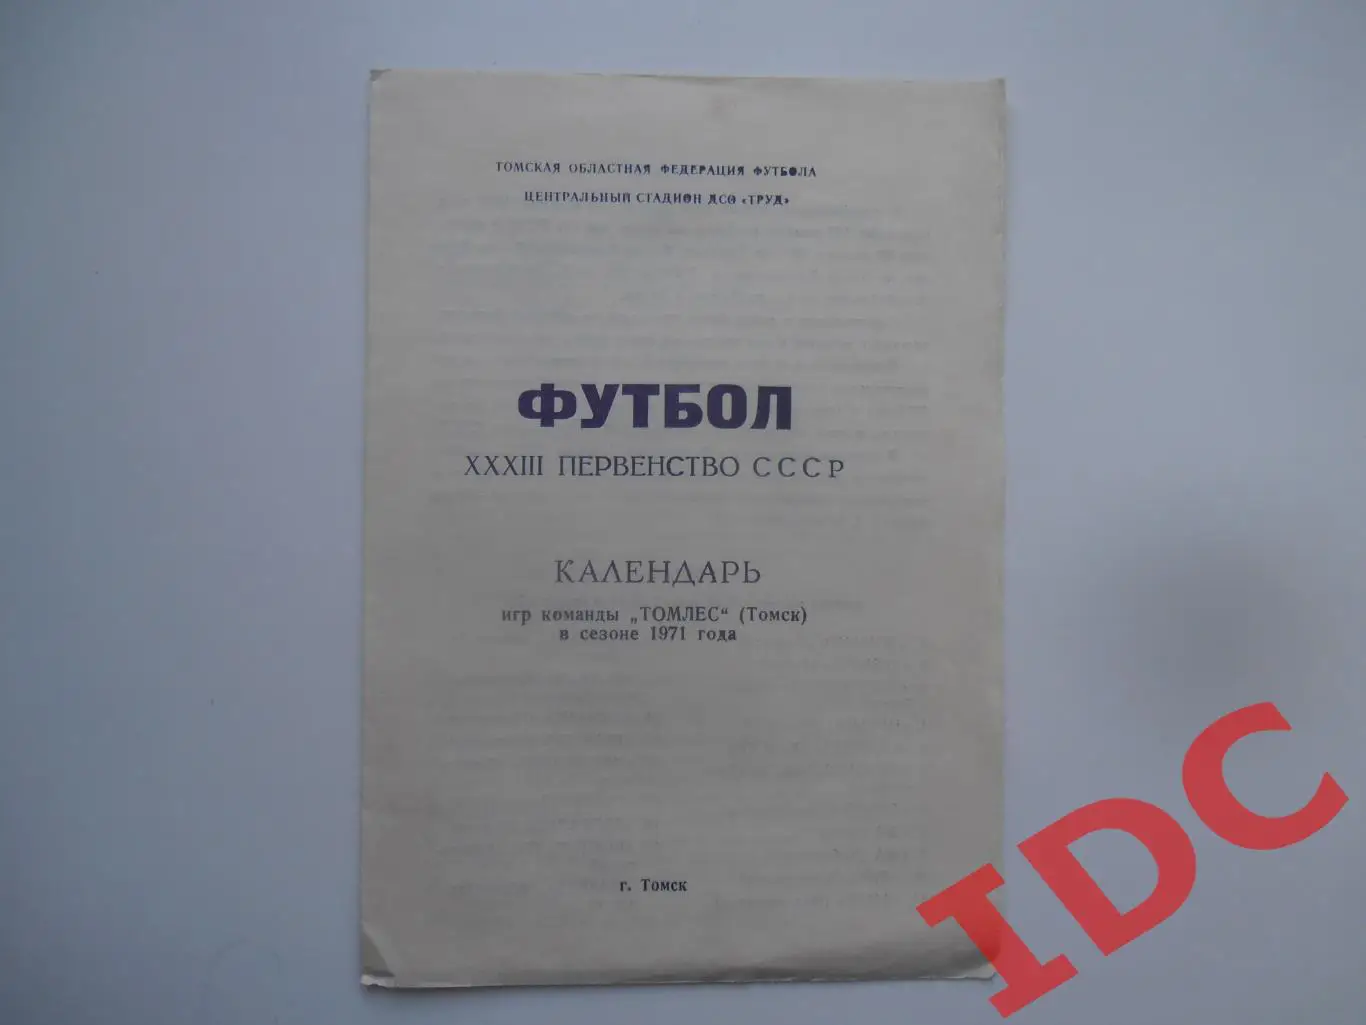 ТОМСКАЯ ОБЛАСТНАЯ ФЕДЕРАЦИЯ ФУТБОЛА
ЦЕНТРАЛЬНЫЙ СТАДИОН ДСО «ТРУД»
ФУТБОЛ
XXXIII ПЕРВЕНСТВО СССР
КАЛЕНДАРЬ
игр команды „ТОМЛЕС“ (Томск)
в сезоне 1971 года
г. Томск
IDC